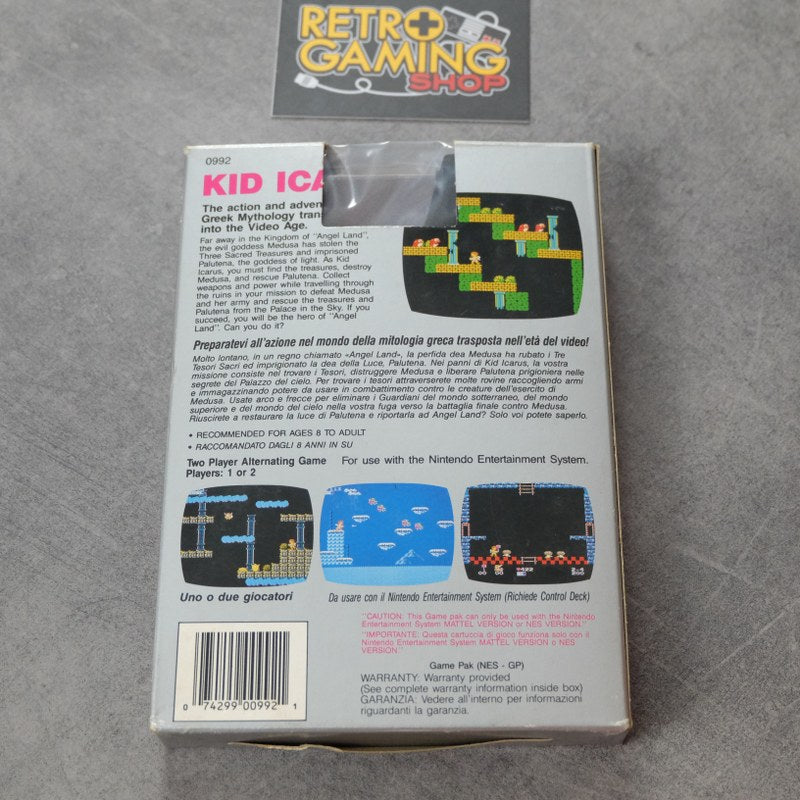 RETRO
GAMING
SHOP
0992
KID ICA
The action and adven
Greek Mythology tran
into the Video Age.
Far away in the Kingdom of "Angel Land",
the evil goddess Medusa has stolen the
Three Sacred Treasures and imprisoned
Palutena, the goddess of light. As Kid
Icarus, you must find the treasures, destroy
Medusa, and rescue Palutena. Collect
weapons and power while travelling through
the ruins in your mission to defeat Medusa
and her army and rescue the treasures and
Palutena from the Palace in the Sky. If you
succeed, you will be the hero of "Angel
Land". Can you do it?
Preparatevi all'azione nel mondo della mitologia greca trasposta nell'età del video!
Molto lontano, in un regno chiamato «Angel Land», la perfida dea Medusa ha rubato i Tre
Tesori Sacri ed imprigionato la dea della Luce, Palutena. Nei panni di Kid Icarus, la vostra
missione consiste nel trovare i Tesori, distruggere Medusa e liberare Palutena prigioniera nelle
segrete del Palazzo del cielo. Per trovare i tesori attraverserete molte rovine raccogliendo armi
e immagazzinando potere da usare in combattimento contro le creature dell'esercito di
Medusa. Usate arco e frecce per eliminare i Guardiani del mondo sotterraneo, del mondo
superiore e del mondo del cielo nella vostra fuga verso la battaglia finale contro Medusa.
Riuscirete a restaurare la luce di Palutena e riportarla ad Angel Land? Solo voi potete saperlo.
• RECOMMENDED FOR AGES 8 TO ADULT
• RACCOMANDATO DAGLI 8 ANNI IN SU
Two Player Alternating Game
Players: 1 or 2
For use with the Nintendo Entertainment System.
Uno o due giocatori
Da usare con il Nintendo Entertainment System (Richiede Control Deck)
"CAUTION: This Game pak can only be used with the Nintendo
Entertainment System MATTEL VERSION or NES VERSION."
"IMPORTANTE: Questa cartuccia di gioco funziona solo con il
Nintendo Entertainment System MATTEL VERSION o NES
VERSION."
Game Pak (NES - GP)
WARRANTY: Warranty provided
(See complete warranty information inside box)
GARANZIA: Vedere all'interno per informazioni
riguardanti la garanzia.
0 74299 00992 1